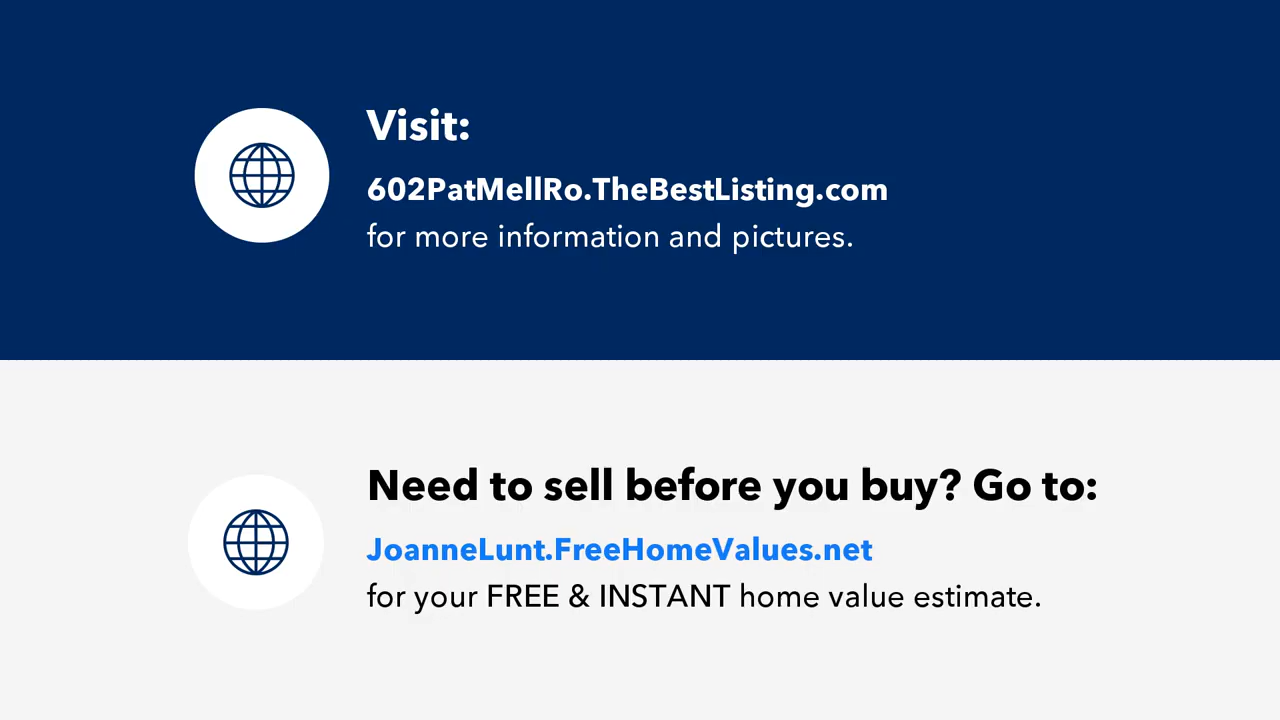 Visit:
602PatMellRo.TheBestListing.com
for more information and pictures.
Need to sell before you buy? Go to:
JoanneLunt.FreeHomeValues.net
for your FREE & INSTANT home value estimate.